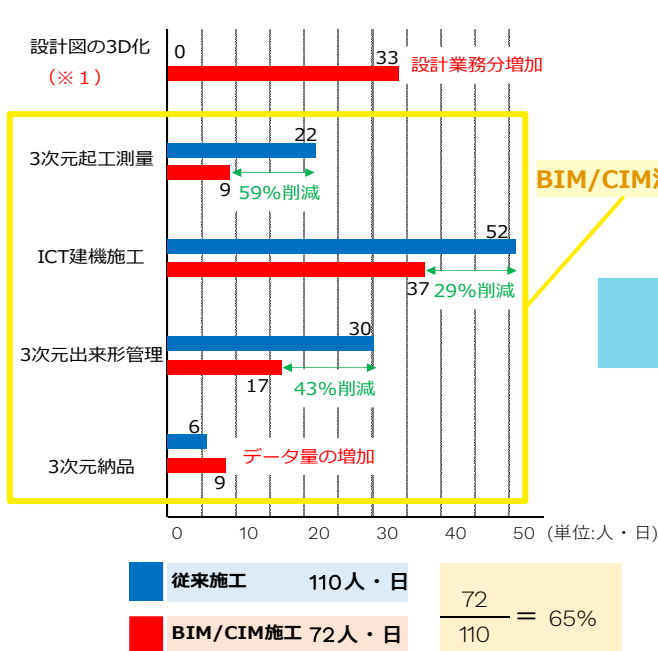 設計図の3D化
（※１）
0
33
設計業務分増加
3次元起工測量
22
9
59%削減
BIM/CIM
ICT建機施工
52
37
29%削減
3次元出来形管理
30
17
43%削減
3次元納品
6
9
データ量の増加
0 10 20 30 40 50 (単位:人・日)
従来施工 110人・日
BIM/CIM施工 72人・日
72
110
= 65%